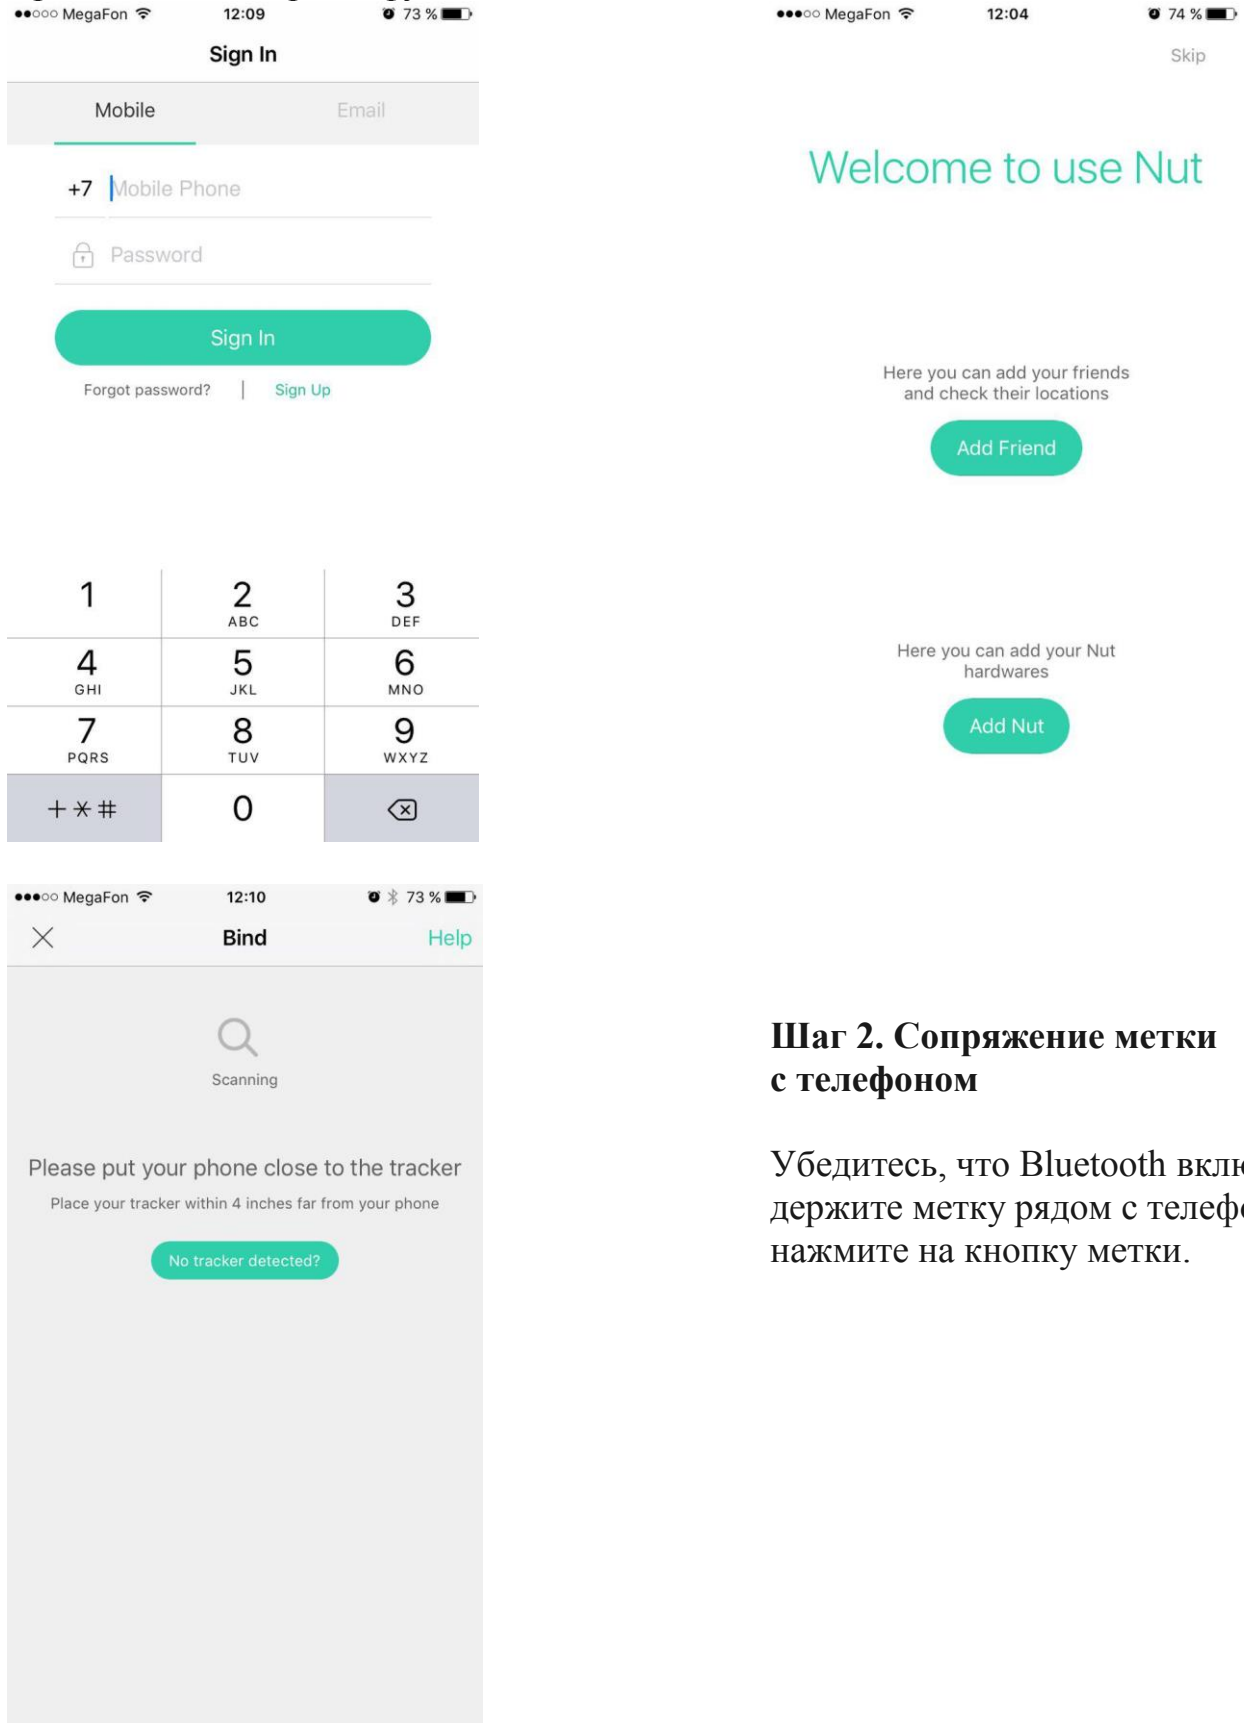 MegaFon 12:09 73 %
Sign In
Mobile Email
+7 Mobile Phone
Password
Sign In
Forgot password? | Sign Up
1 2 3
ABC DEF
4 5 6
GHI JKL MNO
7 8 9
PQRS TUV WXYZ
+*# 0
MegaFon 12:04 74 %
Skip
Welcome to use Nut
Here you can add your friends
and check their locations
Add Friend
Here you can add your Nut
hardwares
Add Nut
MegaFon 12:10 73 %
Bind Help
Scanning
Please put your phone close to the tracker
Place your tracker within 4 inches far from your phone
No tracker detected?
Шаг 2. Сопряжение метки
с телефоном
Убедитесь, что Bluetooth
держите метку рядом с
нажмите на кнопку метки.